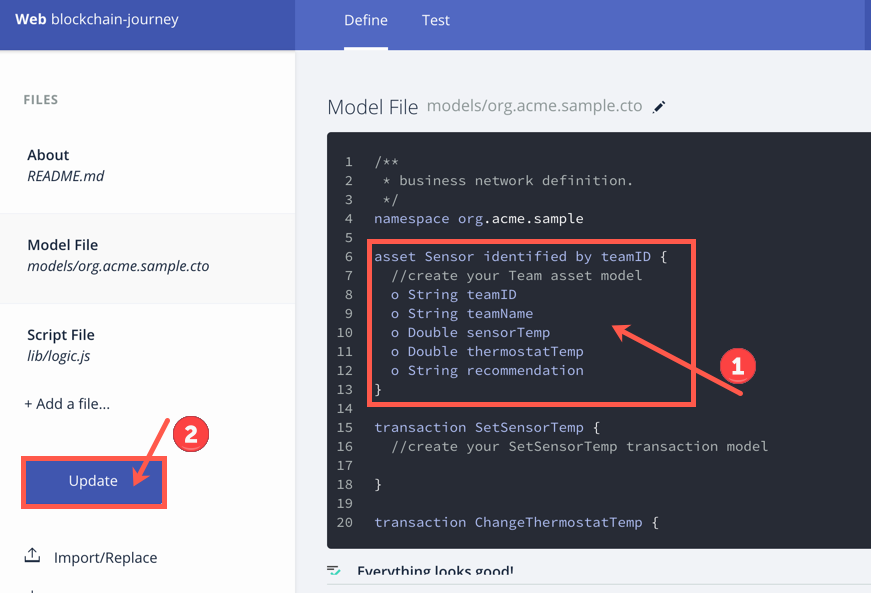 Web blockchain-journey
Define
Test
FILES
About
README.md
Model File
models/org.acme.sample.cto
Script File
lib/logic.js
+ Add a file...
2
Update
Import/Replace
Model File models/org.acme.sample.cto
1 /**
2 * business network definition.
3 */
4 namespace org.acme.sample
5
6 asset Sensor identified by teamID {
7 //create your Team asset model
8 o String teamID
9 o String teamName
10 o Double sensorTemp
11 o Double thermostatTemp
12 o String recommendation
13 }
14
15 transaction SetSensorTemp {
16 //create your SetSensorTemp transaction model
17
18 }
19
20 transaction ChangeThermostatTemp {
1
Everything looks good!